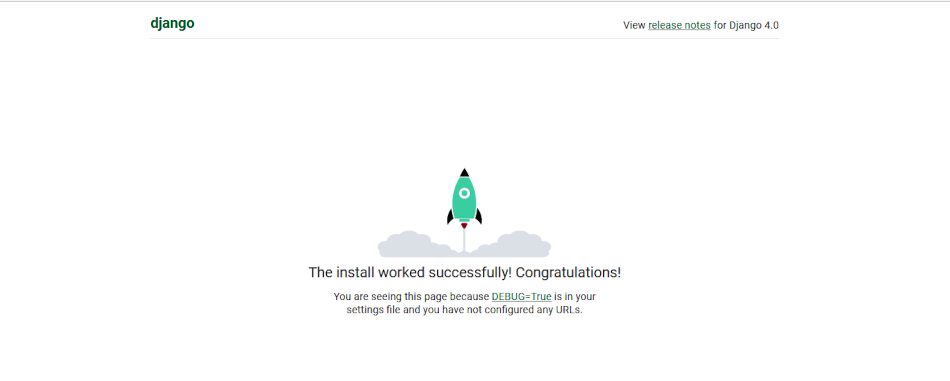 django
View release notes for Django 4.0
The install worked successfully! Congratulations!
You are seeing this page because DEBUG=True is in your
settings file and you have not configured any URLs.